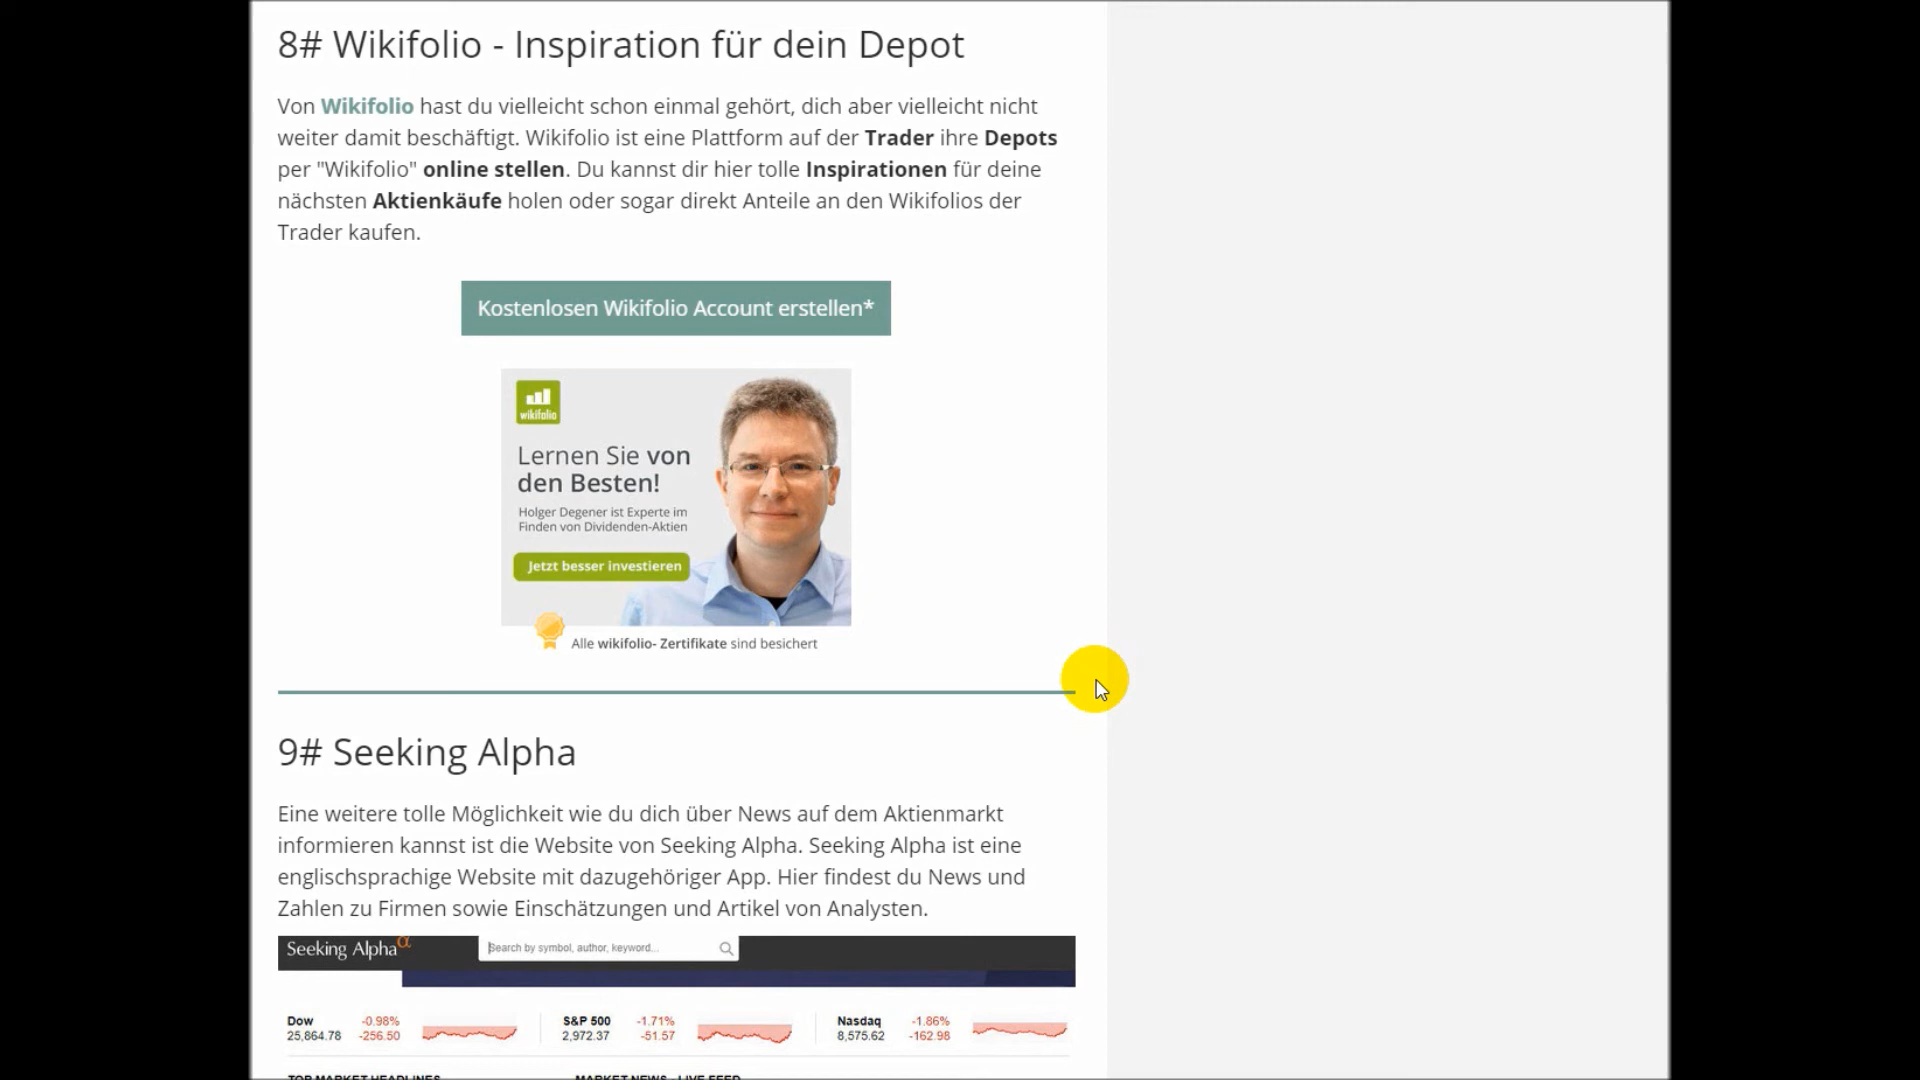 8# Wikifolio - Inspiration für dein Depot
Von Wikifolio hast du vielleicht schon einmal gehört, dich aber vielleicht nicht
weiter damit beschäftigt. Wikifolio ist eine Plattform auf der Trader ihre Depots
per "Wikifolio" online stellen. Du kannst dir hier tolle Inspirationen für deine
nächsten Aktienkäufe holen oder sogar direkt Anteile an den Wikifolios der
Trader kaufen.
Kostenlosen Wikifolio Account erstellen*
wikifolio
Lernen Sie von
den Besten!
Holger Degener ist Experte im
Finden von Dividenden-Aktien
Jetzt besser investieren
Alle wikifolio- Zertifikate sind besichert
9# Seeking Alpha
Eine weitere tolle Möglichkeit wie du dich über News auf dem Aktienmarkt
informieren kannst ist die Website von Seeking Alpha. Seeking Alpha ist eine
englischsprachige Website mit dazugehöriger App. Hier findest du News und
Zahlen zu Firmen sowie Einschätzungen und Artikel von Analysten.
Seeking Alpha α Search by symbol, author, keyword...
Dow -0.98% S&P 500 -1.71% Nasdaq -1.86%
25,864.78 -256.50 2,972.37 -51.57 8,575.62 -162.98
TOP MARKET HEADLINES MARKET NEWS - LIVE FEED